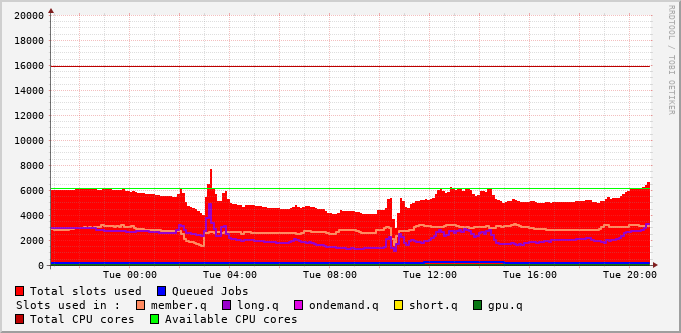 20000
18000
16000
14000
12000
10000
8000
6000
4000
2000
0
Tue 00:00 Tue 04:00 Tue 08:00 Tue 12:00 Tue 16:00 Tue 20:00
RRDTOOL / TOBI OETIKER
Total slots used Queued Jobs
Slots used in : member.q long.q ondemand.q short.q gpu.q
Total CPU cores Available CPU cores